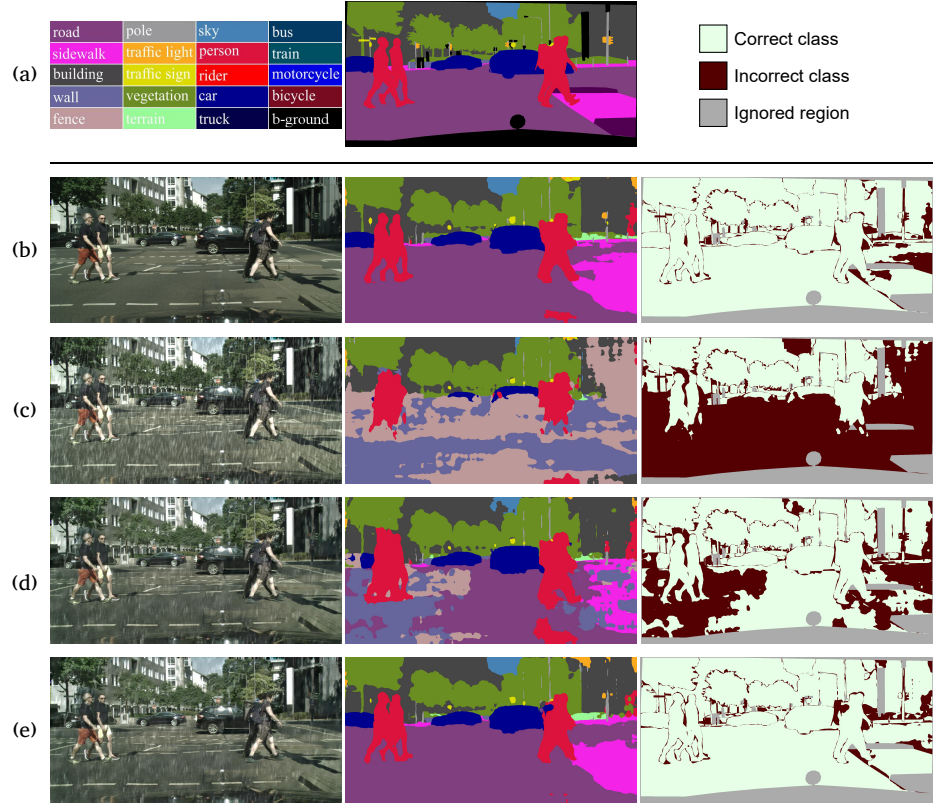 (a)
road pole sky bus
sidewalk traffic light person train
building traffic sign rider motorcycle
wall vegetation car bicycle
fence terrain truck b-ground
Correct class
Incorrect class
Ignored region
(b)
(c)
(d)
(e)